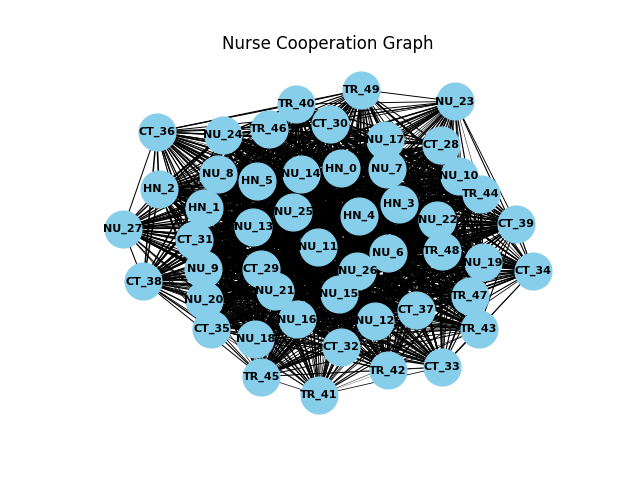 Nurse Cooperation Graph
TR_49
NU_23
TR_40
CT_30
TR_46
CT_36
NU_24
NU_17
CT_28
HN_0
NU_7
NU_14
NU_8
NU_10
HN_5
HN_2
TR_44
HN_3
HN_1
NU_25
HN_4
NU_22
CT_39
NU_13
NU_27
CT_31
NU_11
TR_48
NU_6
NU_19
NU_9
CT_29
NU_26
CT_34
CT_38
NU_21
NU_15
TR_47
NU_20
CT_37
NU_16
NU_12
CT_35
TR_43
NU_18
CT_32
CT_33
TR_42
TR_45
TR_41